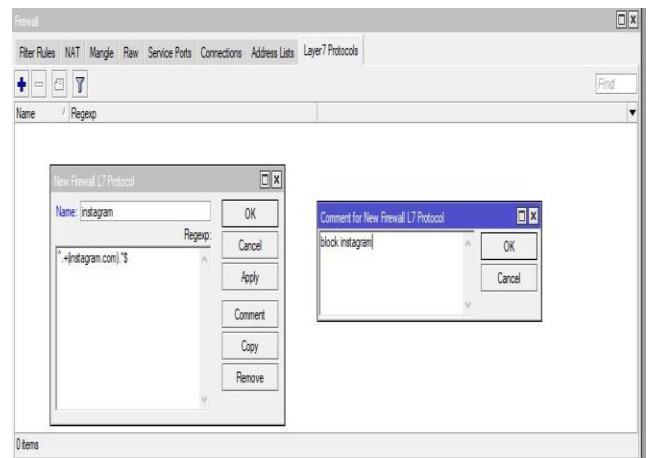 Firewall
Filter Rules NAT Mangle Raw Service Ports Connections Address Lists Layer7 Protocols
Find
Name / Regexp
New Firewall L7 Protocol
Name: instagram
OK
Regexp:
^.+(instagram.com).*$
Cancel
Apply
Comment
Copy
Remove
Comment for New Firewall L7 Protocol
block instagram
OK
Cancel
0 items